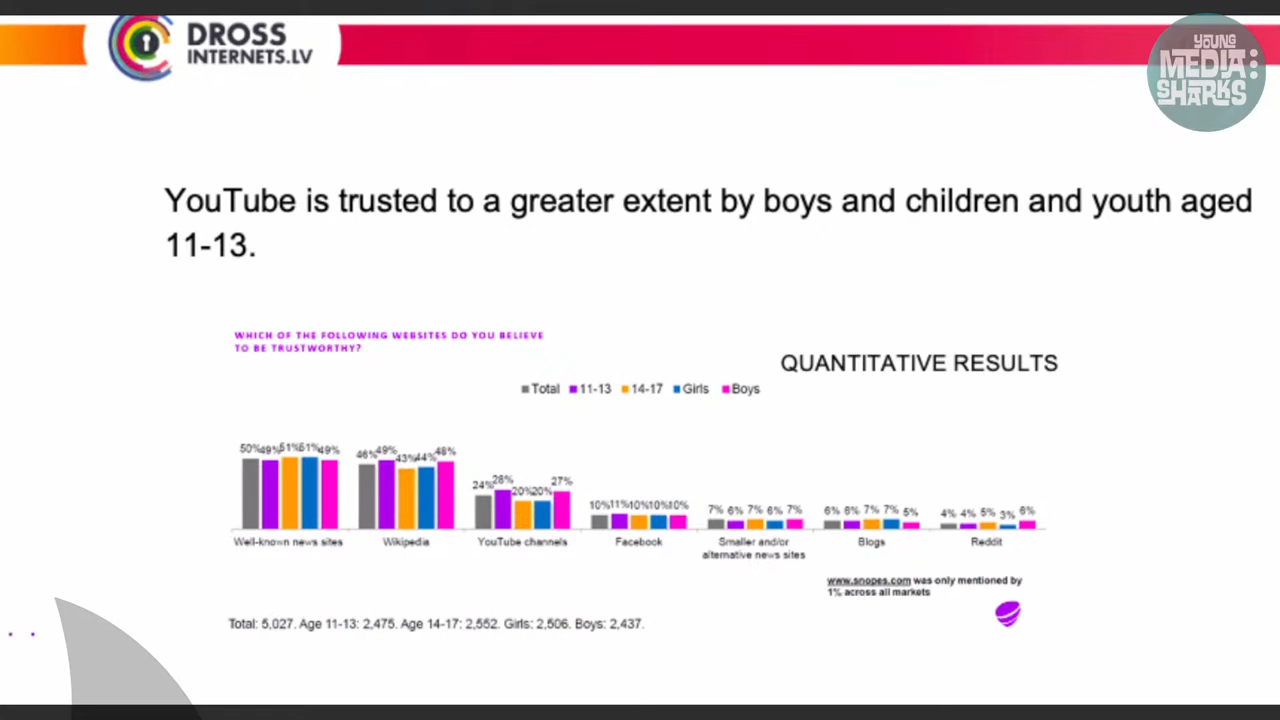 DROSS
INTERNETS.LV
YOUNG
MEDIA:
SHARKS
YouTube is trusted to a greater extent by boys and children and youth aged
11-13.
WHICH OF THE FOLLOWING WEBSITES DO YOU BELIEVE
TO BE TRUSTWORTHY?
QUANTITATIVE RESULTS
Total 11-13 14-17 Girls Boys
50% 49% 51% 51% 49%
46% 49% 43% 44% 48%
24% 28% 20% 20% 27%
10% 11% 10% 10% 10%
7% 6% 7% 6% 7%
6% 6% 7% 7% 5%
4% 4% 5% 3% 6%
Well-known news sites
Wikipedia
YouTube channels
Facebook
Smaller and/or
alternative news sites
Blogs
Reddit
www.snopes.com was only mentioned by
1% across all markets
Total: 5,027. Age 11-13: 2,475. Age 14-17: 2,552. Girls: 2,506. Boys: 2,437.